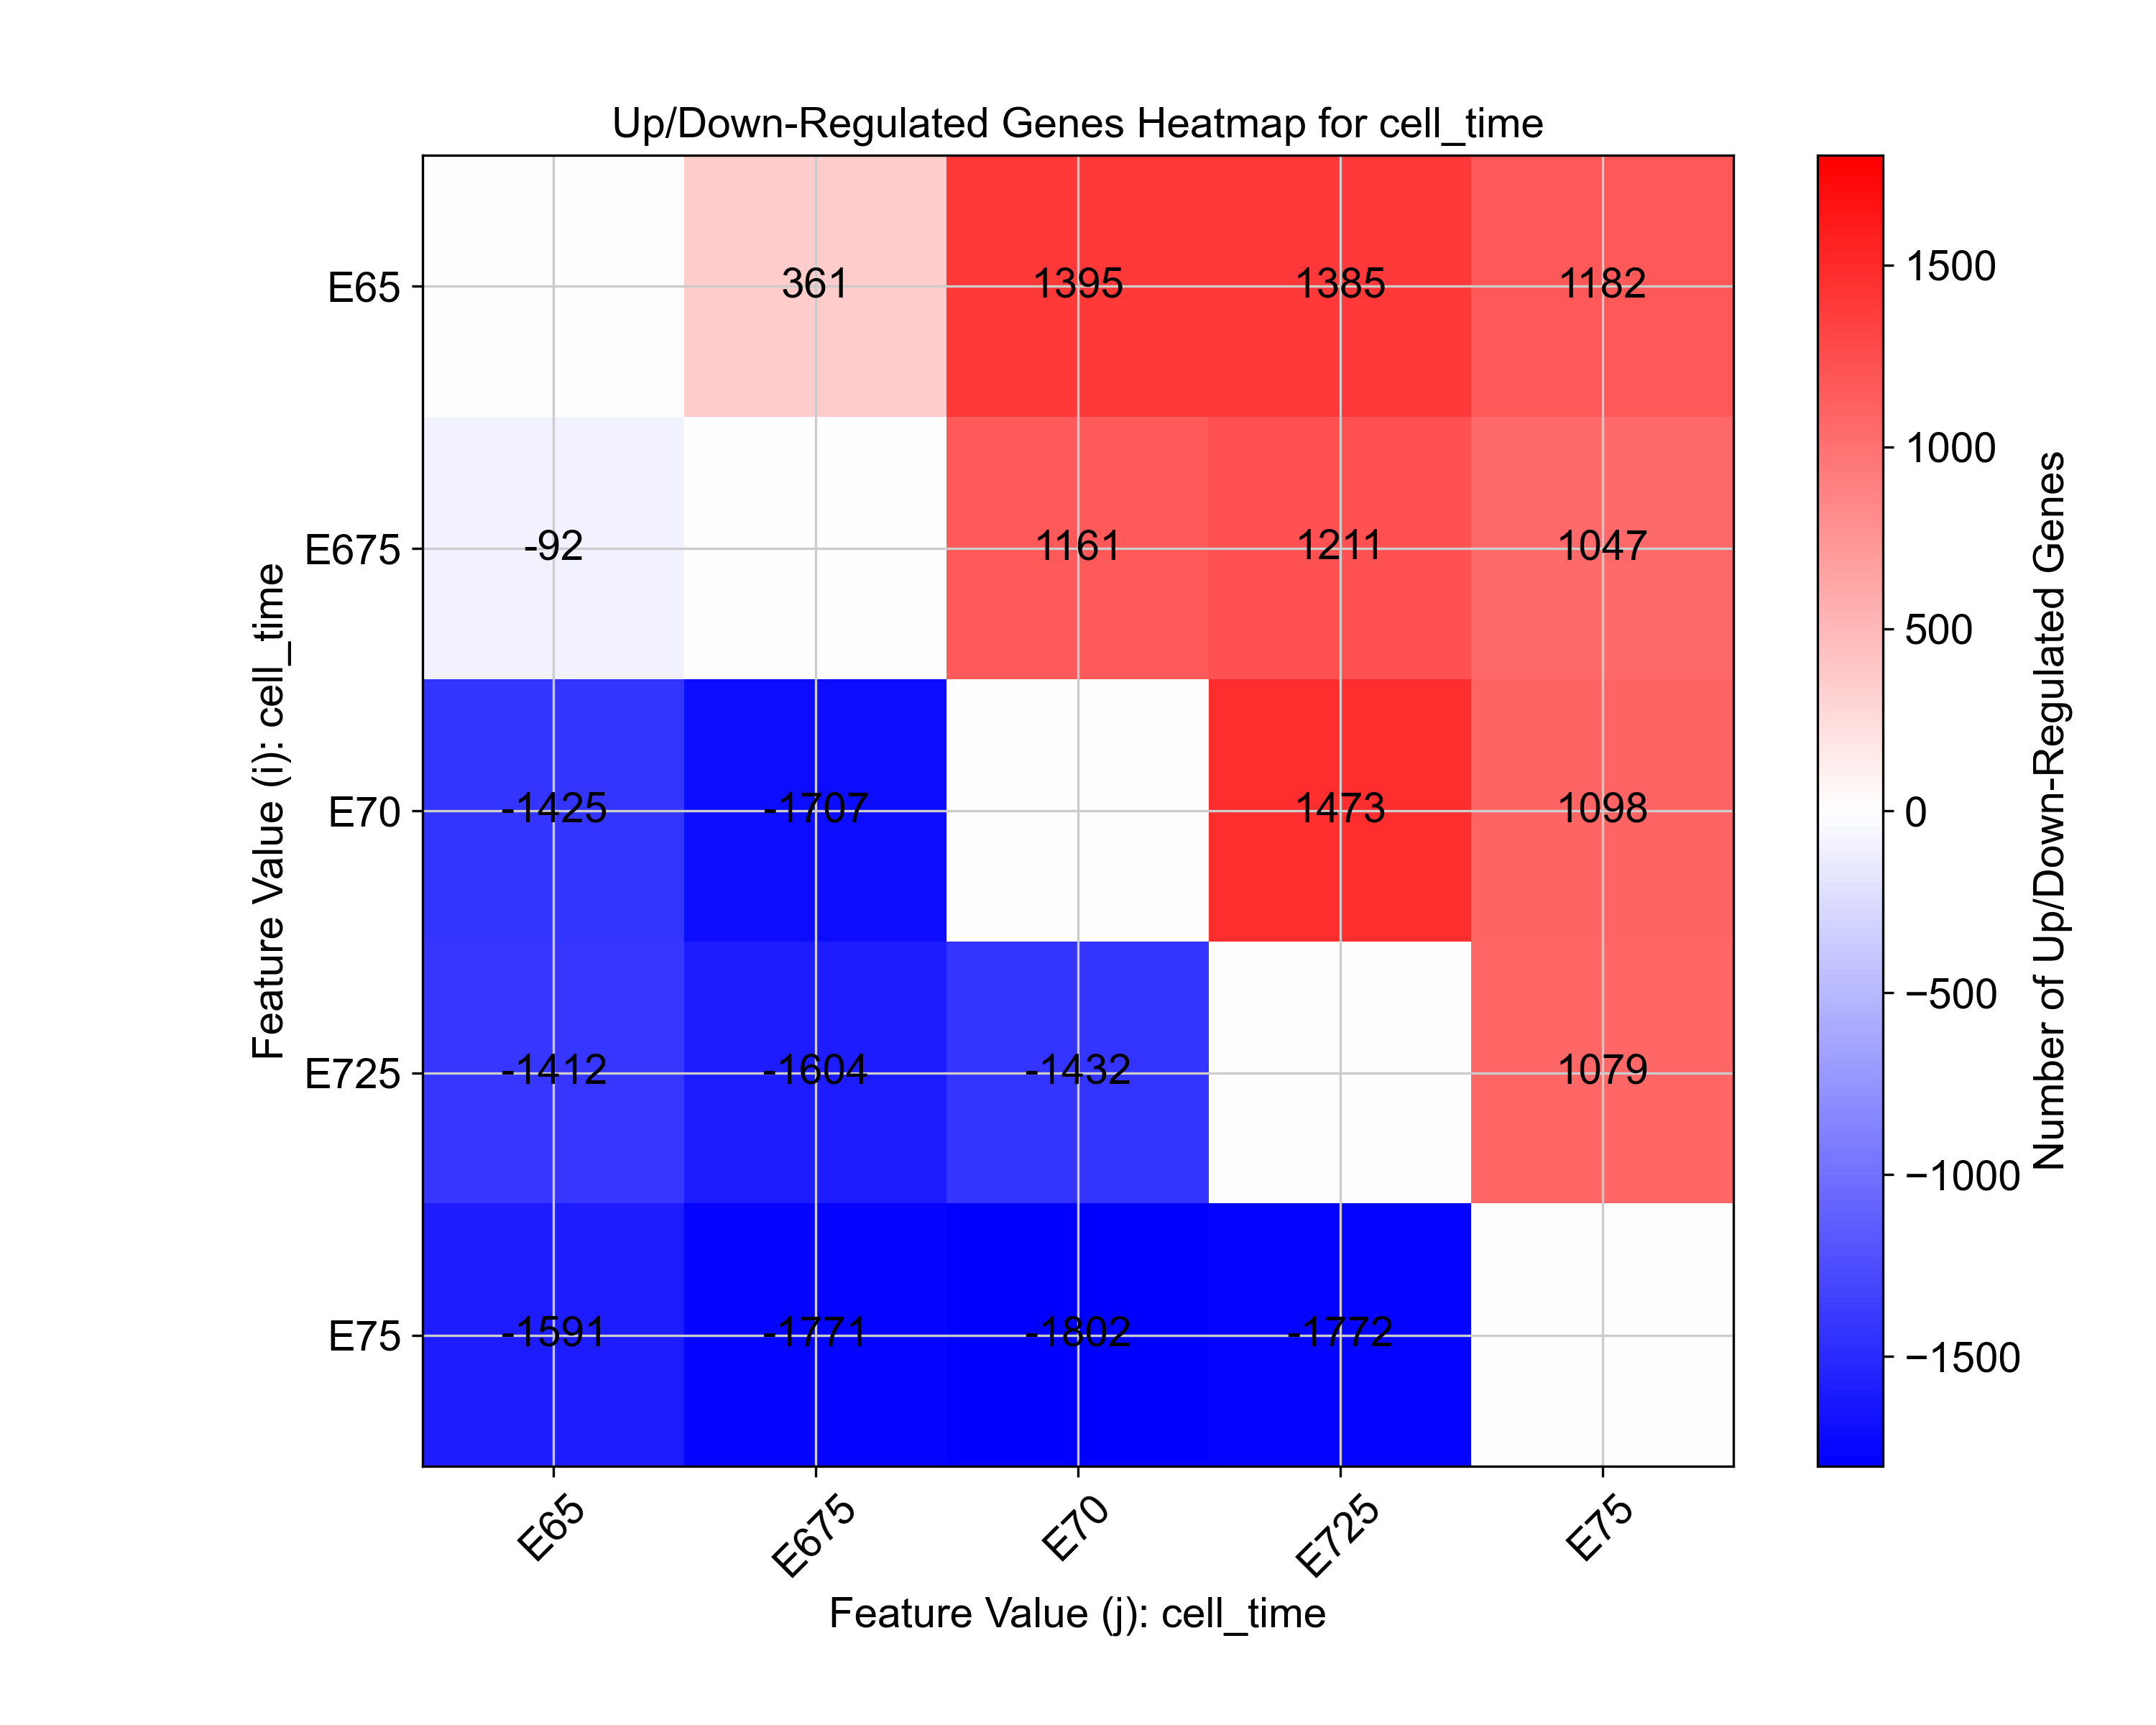 Up/Down-Regulated Genes Heatmap for cell_time
Feature Value (i): cell_time
E65
361
1395
1385
1182
E675
-92
1161
1211
1047
E70
-1425
-1707
1473
1098
E725
-1412
-1604
-1432
1079
E75
-1591
-1771
-1802
-1772
E65
E675
E70
E725
E75
Feature Value (j): cell_time
1500
1000
500
0
−500
−1000
−1500
Number of Up/Down-Regulated Genes